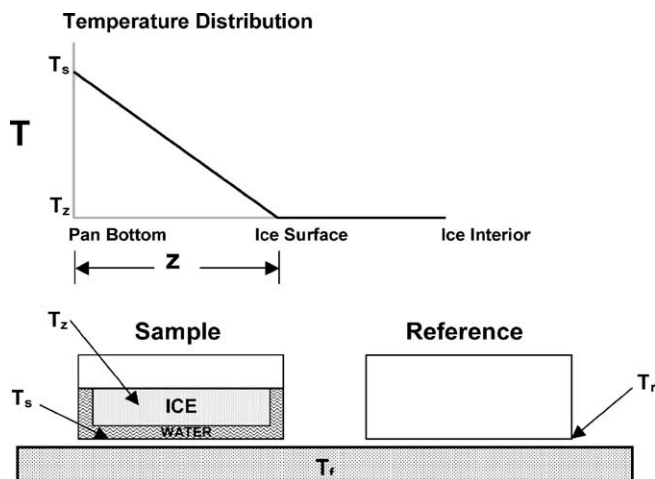 Temperature Distribution
Ts
T
Tz
Pan Bottom Ice Surface Ice Interior
z
Tz
Sample Reference
Ts
Tr
ICE
WATER
Tf